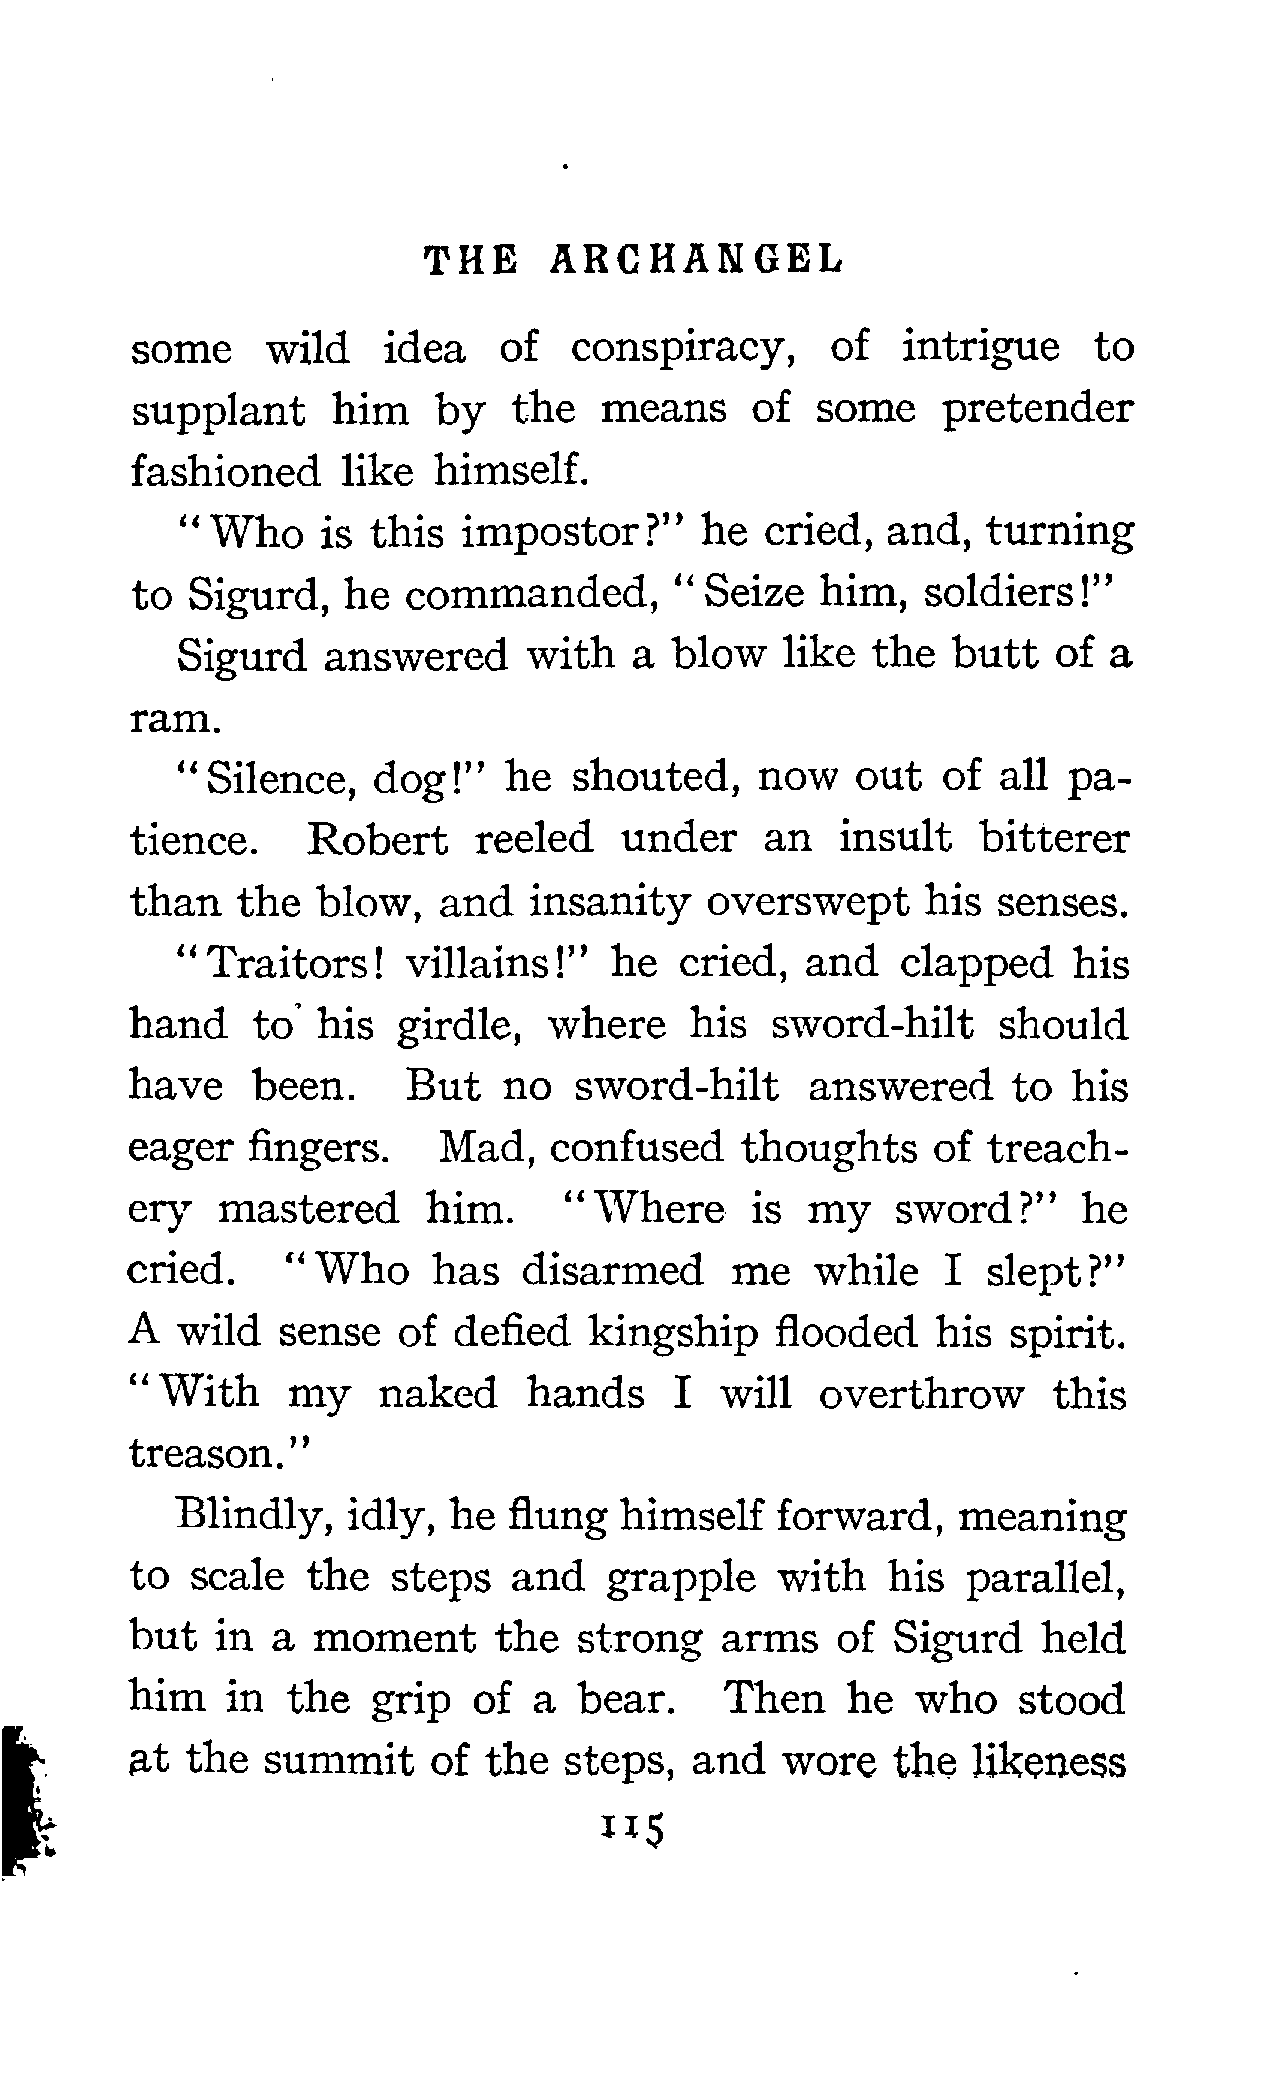 THE ARCHANGEL
some wild idea of conspiracy, of intrigue to
supplant him by the means of some pretender
fashioned like himself.
"Who is this impostor?" he cried, and, turning
to Sigurd, he commanded, "Seize him, soldiers!"
Sigurd answered with a blow like the butt of a
ram.
"Silence, dog!" he shouted, now out of all pa-
tience. Robert reeled under an insult bitterer
than the blow, and insanity overswept his senses.
"Traitors! villains!" he cried, and clapped his
hand to his girdle, where his sword-hilt should
have been. But no sword-hilt answered to his
eager fingers. Mad, confused thoughts of treach-
ery mastered him. "Where is my sword?" he
cried. "Who has disarmed me while I slept?"
A wild sense of defied kingship flooded his spirit.
"With my naked hands I will overthrow this
treason."
Blindly, idly, he flung himself forward, meaning
to scale the steps and grapple with his parallel,
but in a moment the strong arms of Sigurd held
him in the grip of a bear. Then he who stood
at the summit of the steps, and wore the likeness
115